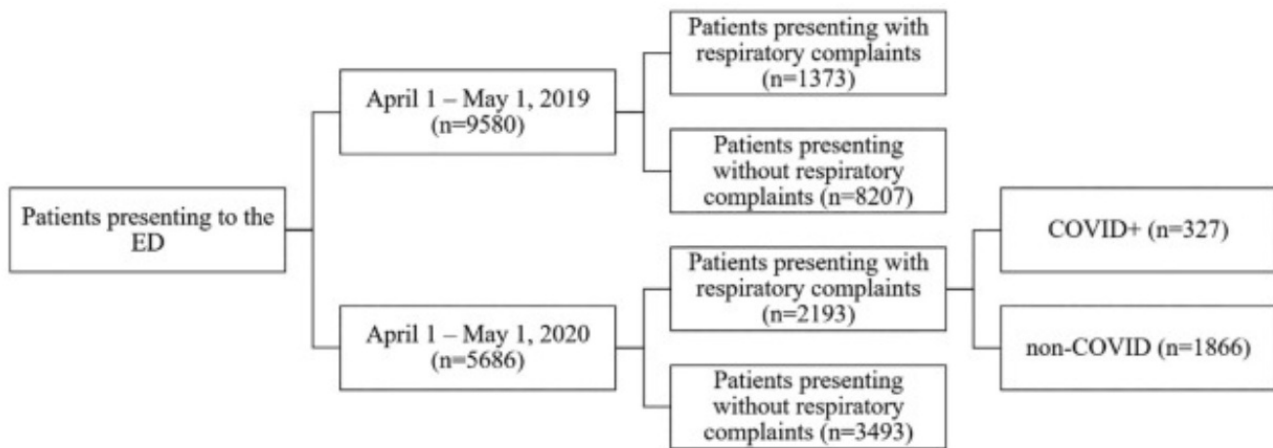 Patients presenting to the
ED
April 1 – May 1, 2019
(n=9580)
Patients presenting with
respiratory complaints
(n=1373)
Patients presenting
without respiratory
complaints (n=8207)
April 1 – May 1, 2020
(n=5686)
Patients presenting with
respiratory complaints
(n=2193)
COVID+ (n=327)
non-COVID (n=1866)
Patients presenting
without respiratory
complaints (n=3493)